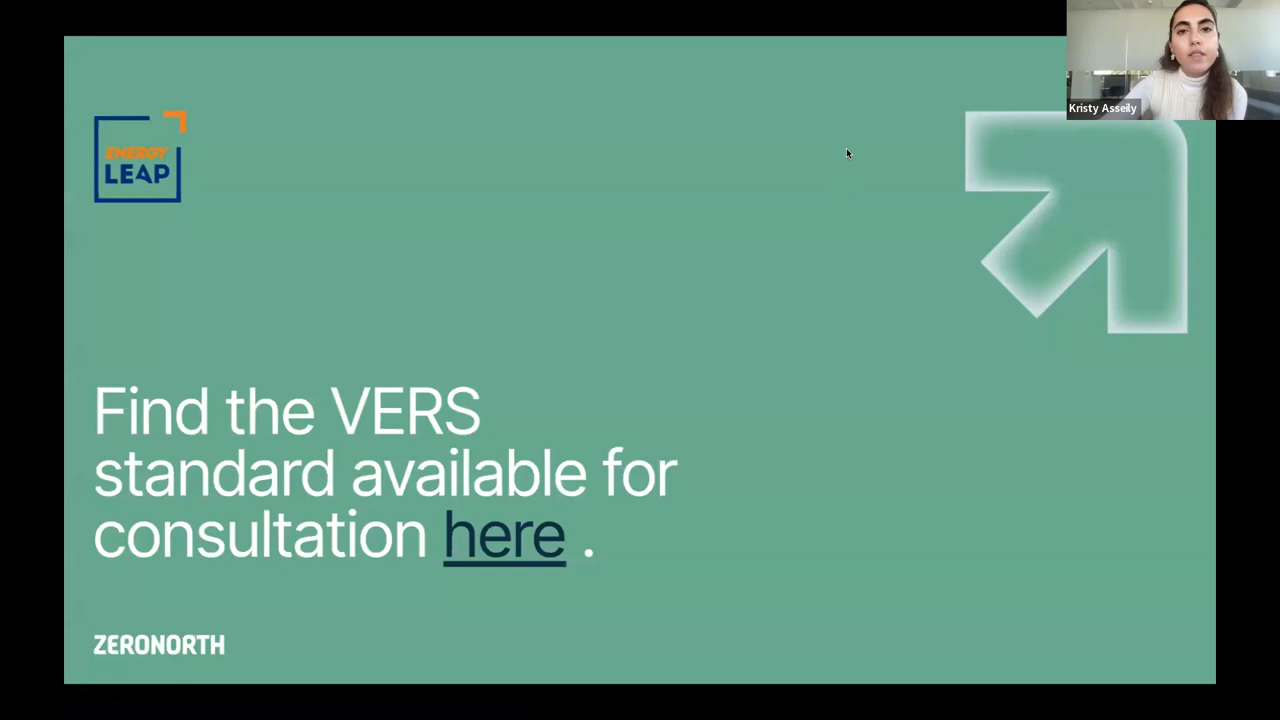 Kristy Asseily
ENERGY
LEAP
Find the VERS
standard available for
consultation here .
ZERONORTH